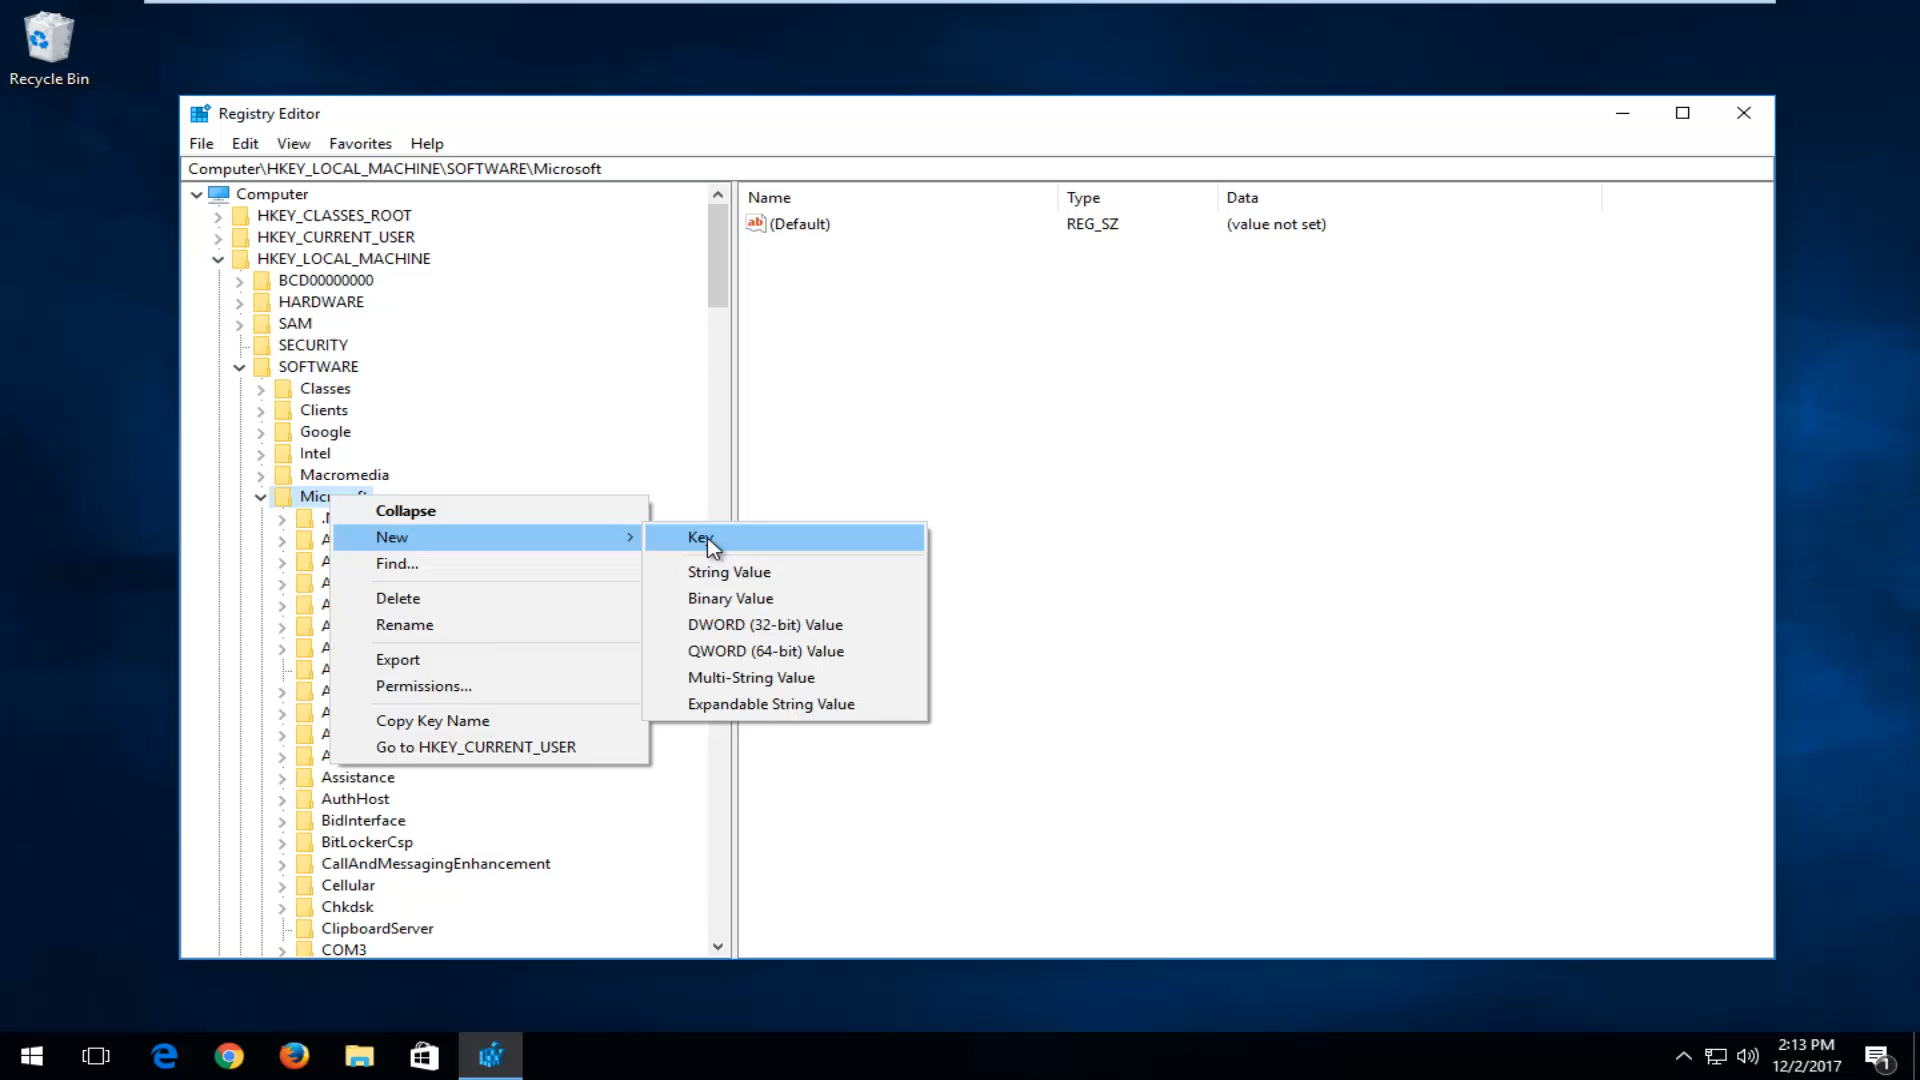 Recycle Bin
Registry Editor
File Edit View Favorites Help
Computer\HKEY_LOCAL_MACHINE\SOFTWARE\Microsoft
Computer
HKEY_CLASSES_ROOT
HKEY_CURRENT_USER
HKEY_LOCAL_MACHINE
BCD00000000
HARDWARE
SAM
SECURITY
SOFTWARE
Classes
Clients
Google
Intel
Macromedia
Assistance
AuthHost
BidInterface
BitLockerCsp
CallAndMessagingEnhancement
Cellular
Chkdsk
ClipboardServer
COM3
Name Type Data
(Default) REG_SZ (value not set)
Collapse
New
Find...
Delete
Rename
Export
Permissions...
Copy Key Name
Go to HKEY_CURRENT_USER
Key
String Value
Binary Value
DWORD (32-bit) Value
QWORD (64-bit) Value
Multi-String Value
Expandable String Value
2:13 PM
12/2/2017
1